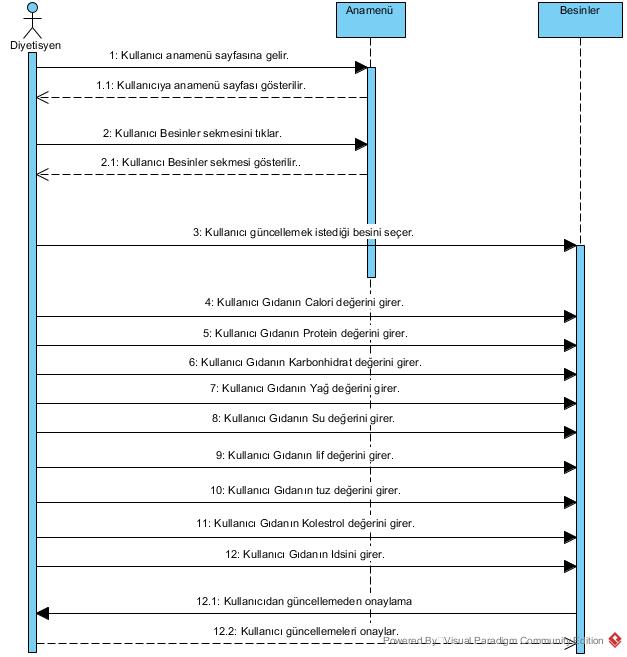 Anamenü
Besinler
Diyetisyen
1: Kullanıcı anamenü sayfasına gelir.
1.1: Kullanıcıya anamenü sayfası gösterilir.
2: Kullanıcı Besinler sekmesini tıklar.
2.1: Kullanıcı Besinler sekmesi gösterilir..
3: Kullanıcı güncellemek istediği besini seçer.
4: Kullanıcı Gıdanın Calori değerini girer.
5: Kullanıcı Gıdanın Protein değerini girer.
6: Kullanıcı Gıdanın Karbonhidrat değerini girer.
7: Kullanıcı Gıdanın Yağ değerini girer.
8: Kullanıcı Gıdanın Su değerini girer.
9: Kullanıcı Gıdanın lif değerini girer.
10: Kullanıcı Gıdanın tuz değerini girer.
11: Kullanıcı Gıdanın Kolestrol değerini girer.
12: Kullanıcı Gıdanın Idsini girer.
12.1: Kullanıcıdan güncellemeden onaylama
12.2: Kullanıcı güncellemeleri onaylar.
Powered By Visual Paradigm Community Edition